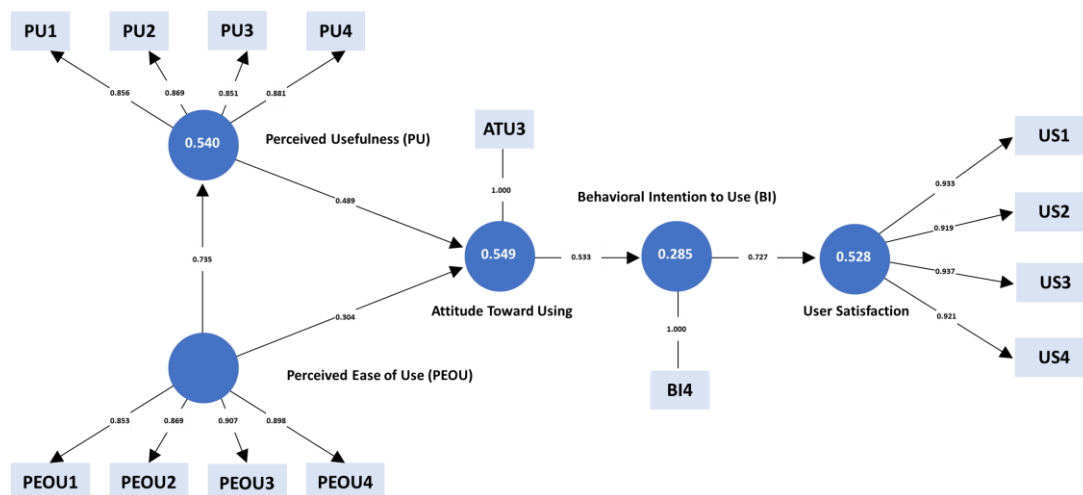 PU1
PU2
PU3
PU4
0.856
0.869
0.851
0.881
0.540
Perceived Usefulness (PU)
ATU3
US1
0.489
1.000
0.933
Behavioral Intention to Use (BI)
US2
0.919
0.735
0.549
0.533
0.285
0.727
0.528
0.937
US3
0.304
Attitude Toward Using
User Satisfaction
0.921
1.000
US4
Perceived Ease of Use (PEOU)
BI4
0.853
0.869
0.907
0.898
PEOU1
PEOU2
PEOU3
PEOU4